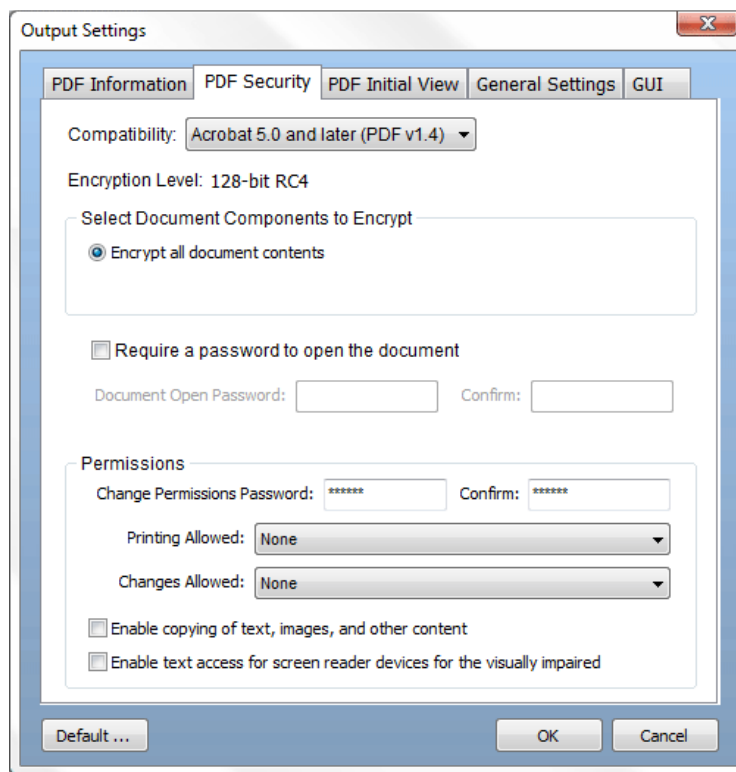 Output Settings
PDF Information PDF Security PDF Initial View General Settings GUI
Compatibility: Acrobat 5.0 and later (PDF v1.4)
Encryption Level: 128-bit RC4
Select Document Components to Encrypt
Encrypt all document contents
Require a password to open the document
Document Open Password: Confirm:
Permissions
Change Permissions Password: ****** Confirm: ******
Printing Allowed: None
Changes Allowed: None
Enable copying of text, images, and other content
Enable text access for screen reader devices for the visually impaired
Default ... OK Cancel